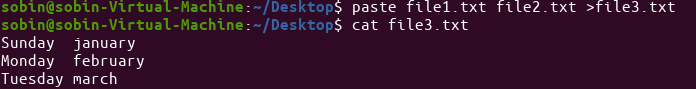 sobin@sobin-Virtual-Machine:~/Desktop$ paste file1.txt file2.txt >file3.txt
sobin@sobin-Virtual-Machine:~/Desktop$ cat file3.txt
Sunday  january
Monday  february
Tuesday march